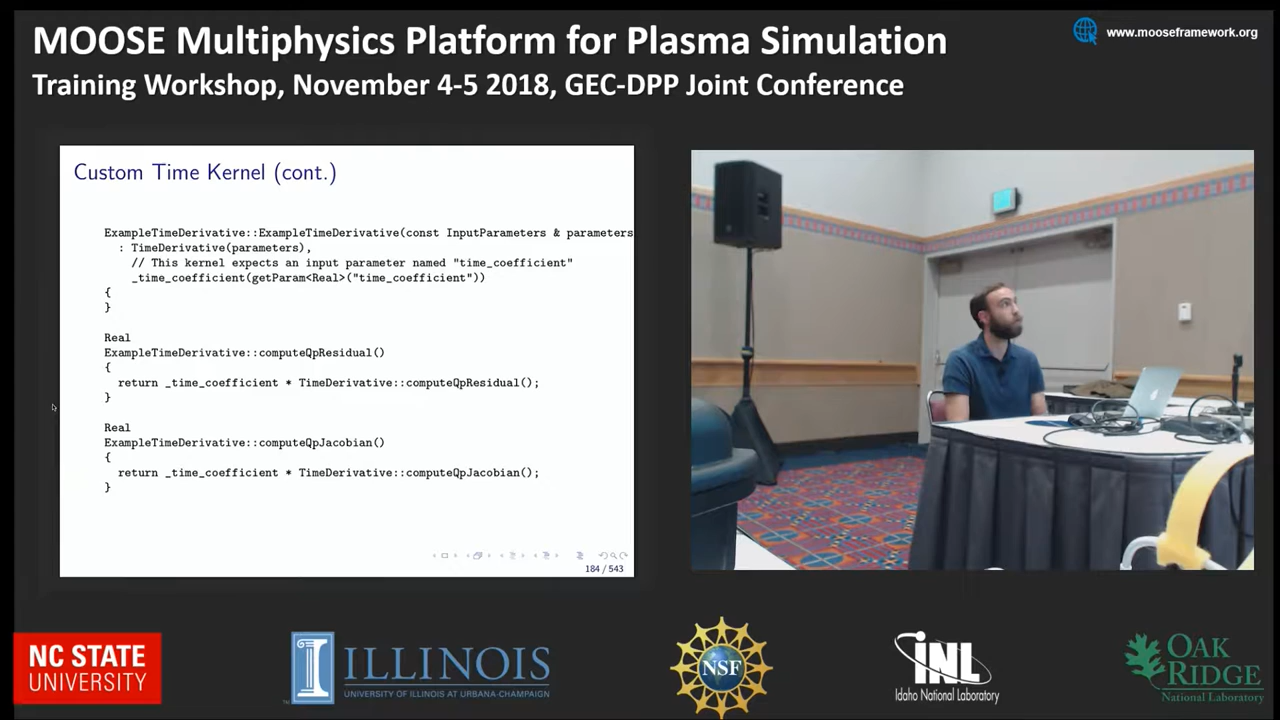 MOOSE Multiphysics Platform for Plasma Simulation
www.mooseframework.org
Training Workshop, November 4-5 2018, GEC-DPP Joint Conference
Custom Time Kernel (cont.)
ExampleTimeDerivative::ExampleTimeDerivative(const InputParameters & parameters
: TimeDerivative(parameters),
// This kernel expects an input parameter named "time_coefficient"
_time_coefficient(getParam<Real>("time_coefficient"))
{
}
Real
ExampleTimeDerivative::computeQpResidual()
{
return _time_coefficient * TimeDerivative::computeQpResidual();
}
Real
ExampleTimeDerivative::computeQpJacobian()
{
return _time_coefficient * TimeDerivative::computeQpJacobian();
}
184 / 543
NC STATE
UNIVERSITY
I ILLINOIS
UNIVERSITY OF ILLINOIS AT URBANA-CHAMPAIGN
NSF
INL
Idaho National Laboratory
OAK
RIDGE
National Laboratory